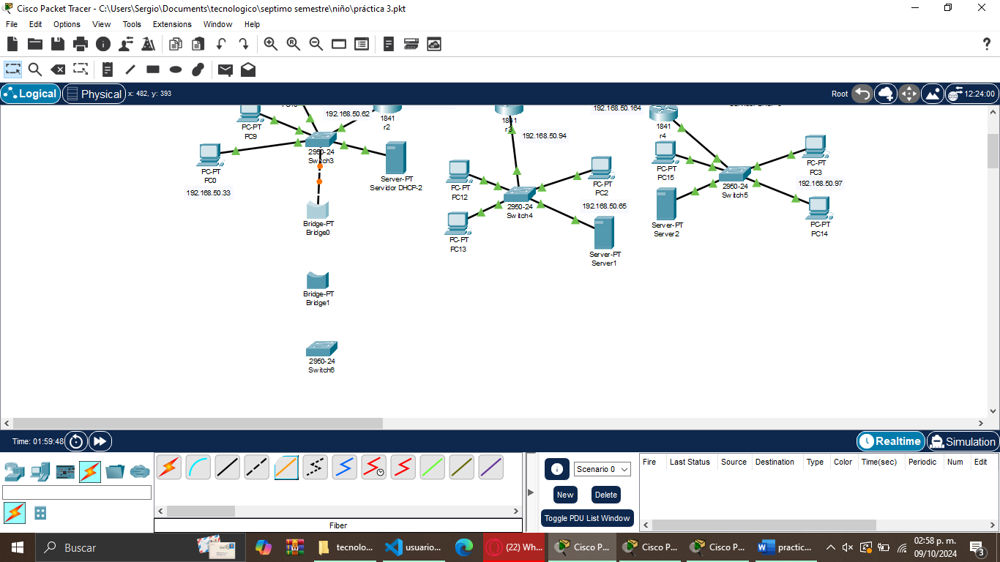 Cisco Packet Tracer - C:\Users\Sergio\Documents\tecnologico\septimo semestre\niño\práctica 3.pkt
File Edit Options View Tools Extensions Window Help
Logical Physical x: 482, y: 393 Root 12:24:00
192.168.50.62
1841
r2
1841
r3
192.168.50.164
1841
r4
PC-PT
PC9
192.168.50.94
2950-24
Switch3
PC-PT
PC0
192.168.50.33
Server-PT
Servidor DHCP-2
PC-PT
PC12
PC-PT
PC2
192.168.50.65
2950-24
Switch4
PC-PT
PC13
Server-PT
Server1
PC-PT
PC15
PC-PT
PC3
192.168.50.97
2950-24
Switch5
Server-PT
Server2
PC-PT
PC14
Bridge-PT
Bridge0
Bridge-PT
Bridge1
2950-24
Switch6
Time: 01:59:48 Realtime Simulation
Scenario 0
New Delete
Toggle PDU List Window
Fire Last Status Source Destination Type Color Time(sec) Periodic Num Edit
Fiber
Buscar tecnolo... usuario... (22) Wh... Cisco P... Cisco P... Cisco P... practic... 02:58 p. m.
09/10/2024 3